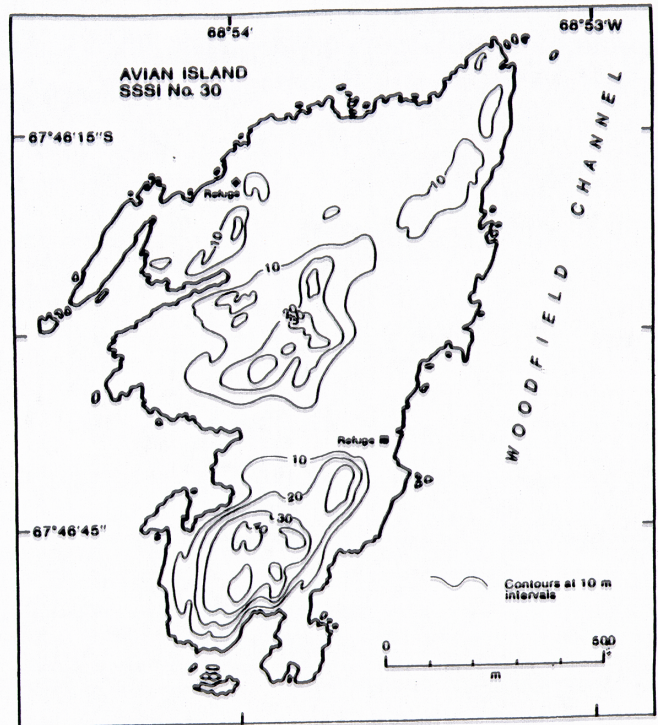 68°54'
68°53'W
AVIAN ISLAND
SSSI No. 30
67°46'15"S
WOODFIELD CHANNEL
10
Refuge
10
10
Refuge
10
20
30
67°46'45"
Contours at 10 m
intervals
0
500
m